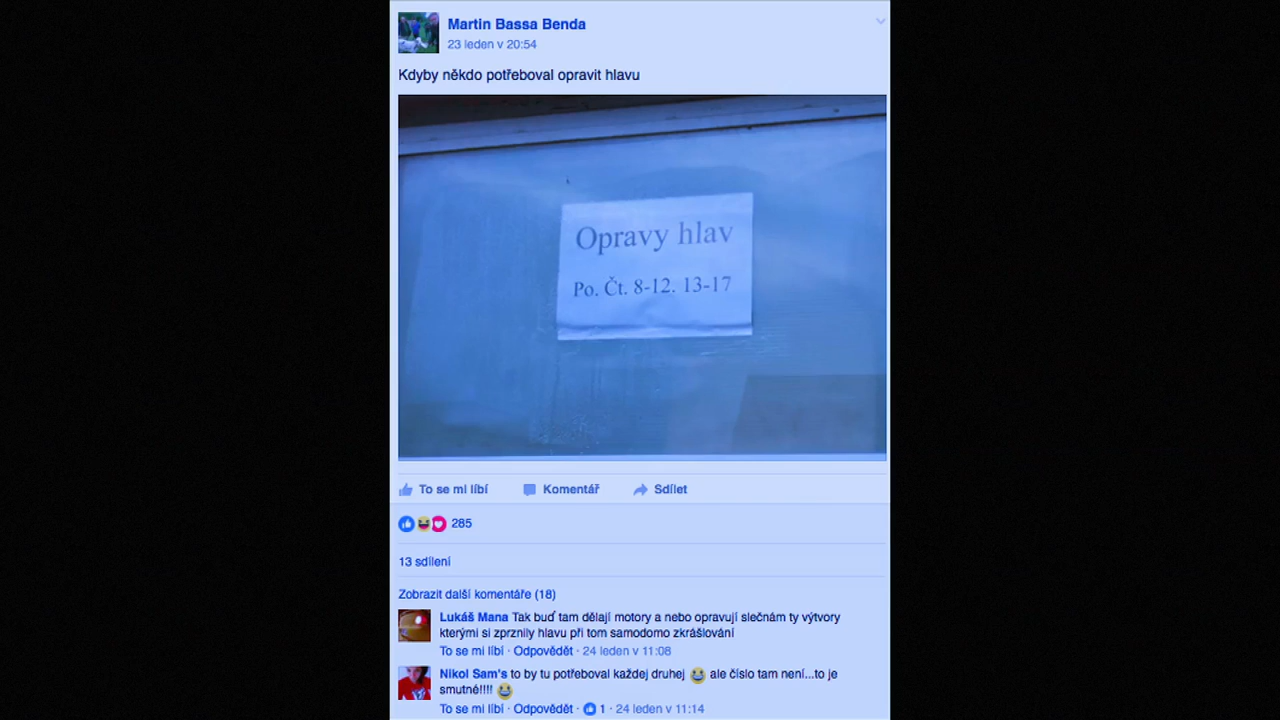 Martin Bassa Benda
23 leden v 20:54
Kdyby někdo potřeboval opravit hlavu
Opravy hlav
Po. Čt. 8-12. 13-17
To se mi líbí Komentář Sdílet
285
13 sdílení
Zobrazit další komentáře (18)
Lukáš Mana Tak buď tam dělají motory a nebo opravují slečnám ty výtvory
kterými si zprznily hlavu při tom samodomo zkrášlování
To se mi líbí · Odpovědět · 24 leden v 11:08
Nikol Sam's to by tu potřeboval každej druhej 😂 ale číslo tam není...to je
smutné!!!! 😂
To se mi líbí · Odpovědět · 1 · 24 leden v 11:14